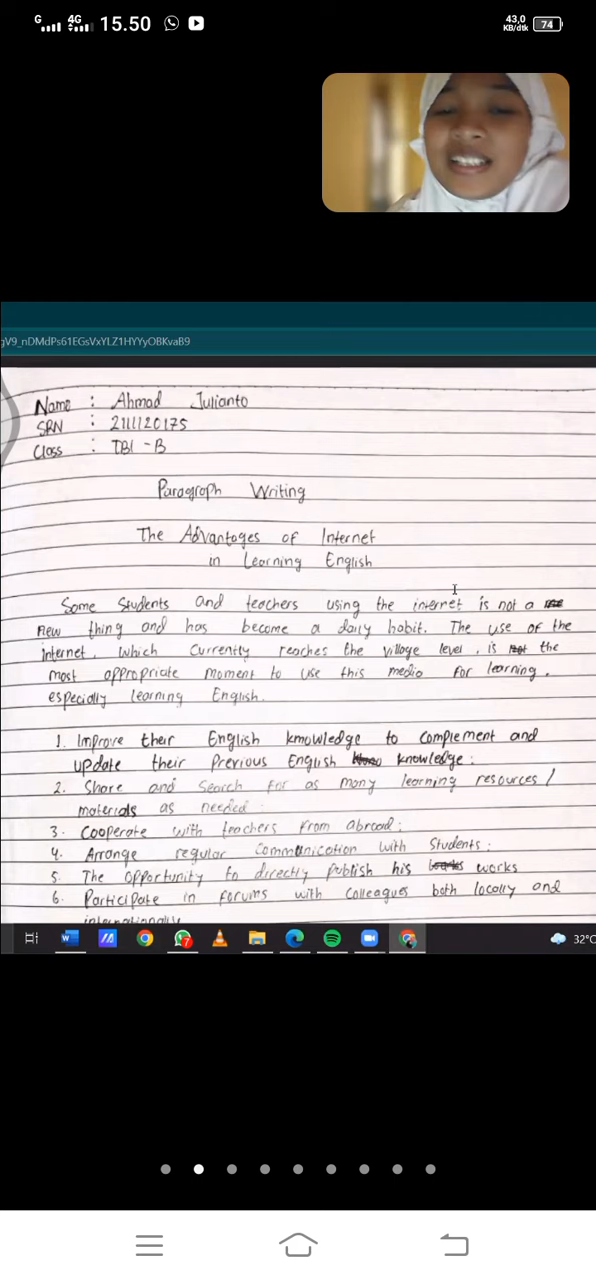 G 4G 15.50 43,0 KB/dtk 74
gV9_nDMdPs61EGsVxYLZ1HYYyOBKvaB9
Name : Ahmad Julianto
SRN : 2111120175
Class : TBI - B
Paragraph Writing
The Advantages of Internet
in Learning English
Some Students and teachers using the internet is not a
new thing and has become a daily habit. The use of the
internet, which currently reaches the village level, is the
most appropriate moment to use this media for learning,
especially learning English.
1. Improve their English kmowledge to complement and
update their Previous English knowledge:
2. Share and Search for as many learning resources /
materials as needed
3. Cooperate with teachers from abroad;
4. Arrange regular Communication with Students:
5. The opportunity to directly publish his works
6. Participate in forums with Colleagues both locally and
internationally
7
32°C